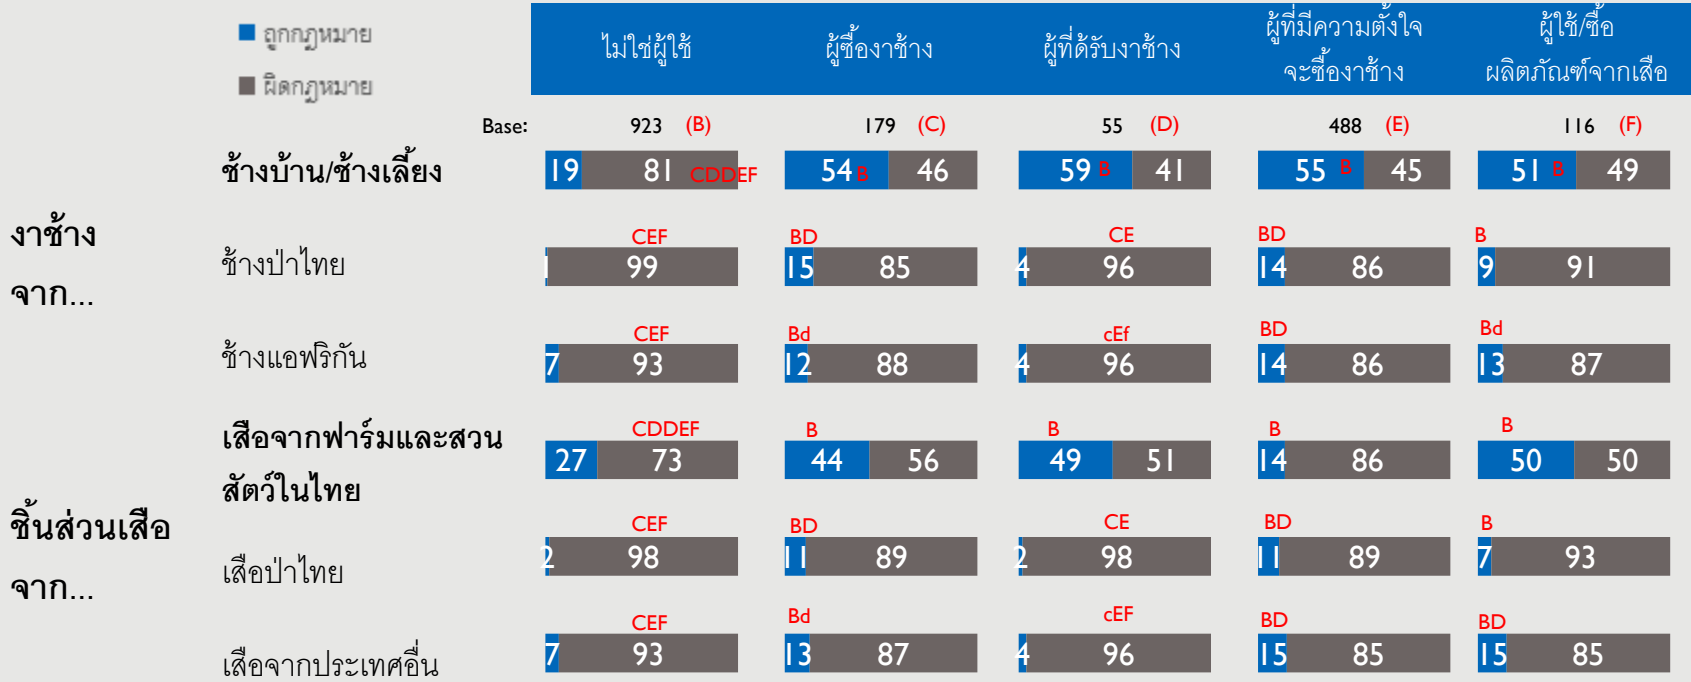 ถูกกฎหมาย
ผิดกฎหมาย
ไม่ใช่ผู้ใช้ ผู้ซื้องาช้าง ผู้ที่ด้รับงาช้าง ผู้ที่มีความตั้งใจ ผู้ใช้/ซื้อ
จะซื้องาช้าง ผลิตภัณฑ์จากเสือ
Base: 923 (B) 179 (C) 55 (D) 488 (E) 116 (F)
ช้างบ้าน/ช้างเลี้ยง 19 81 CDDEF 54 B 46 59 B 41 55 B 45 51 B 49
งาช้าง
จาก...
CEF BD CE BD B
ช้างป่าไทย 1 99 15 85 4 96 14 86 9 91
CEF Bd cEf BD Bd
ช้างแอฟริกัน 7 93 12 88 4 96 14 86 13 87
CDDEF B B B B
เสือจากฟาร์มและสวน
สัตว์ในไทย
27 73 44 56 49 51 14 86 50 50
ชิ้นส่วนเสือ
จาก...
CEF BD CE BD B
เสือป่าไทย 2 98 11 89 2 98 11 89 7 93
CEF Bd cEF BD BD
เสือจากประเทศอื่น 7 93 13 87 4 96 15 85 15 85